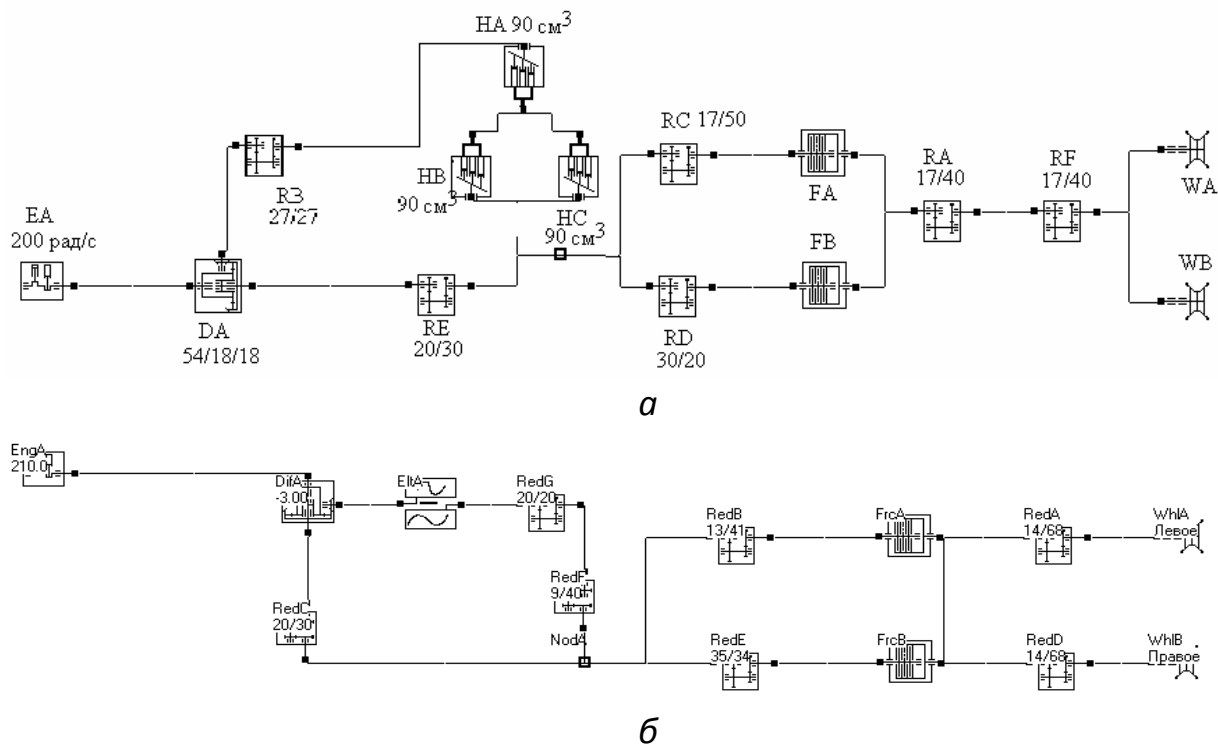 HA 90 см³
RC 17/50
RA
17/40
RF
17/40
WA
HB
90 см³
RЗ
27/27
HC
90 см³
FA
EA
200 рад/с
FB
WB
DA
54/18/18
RE
20/30
RD
30/20
а
EngA
210.0
DifA
-3.00
EltA
RedG
20/20
RedB
13/41
FrcA
RedA
14/68
WhlA
Левое
RedF
9/40
RedC
20/30
NodA
RedE
35/34
FrcB
RedD
14/68
WhlB
Правое
б